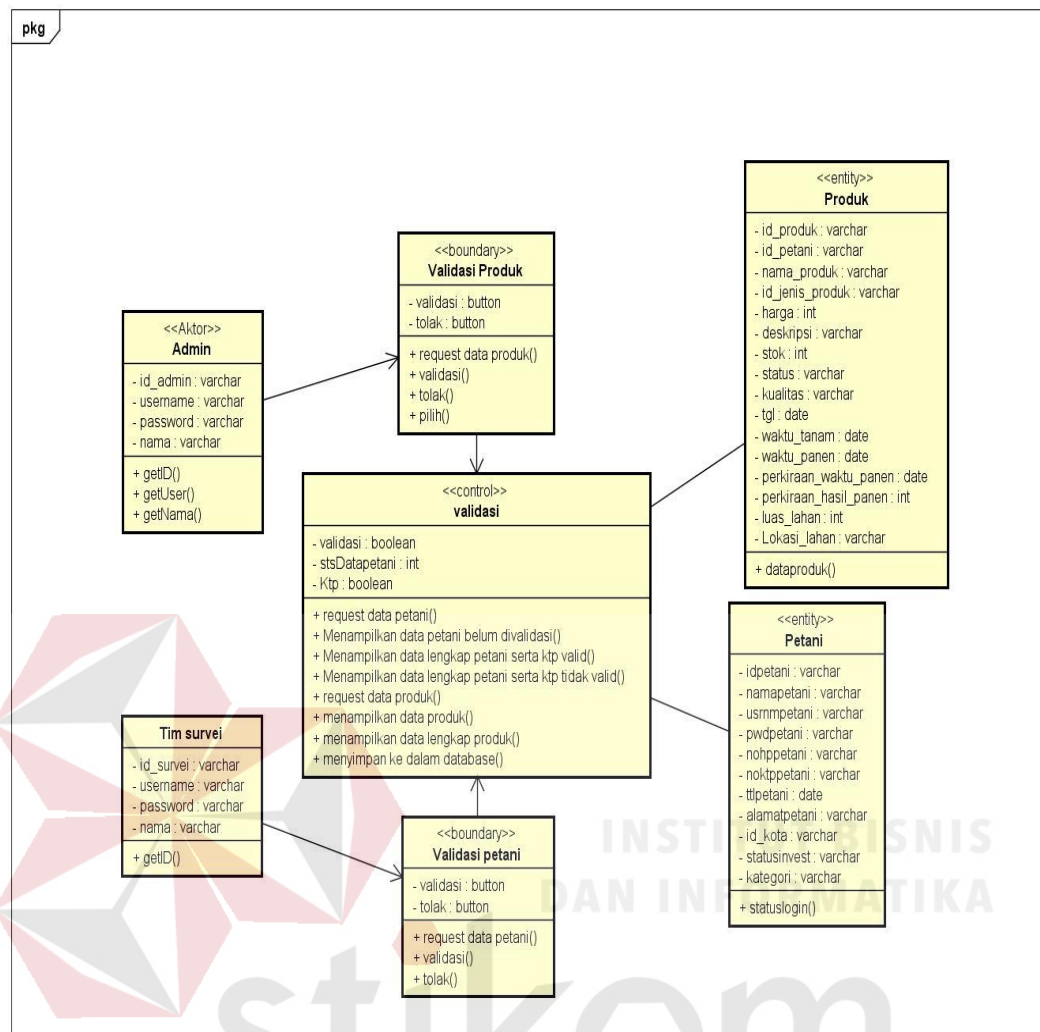 pkg
<<entity>>
Produk
- id_produk : varchar
- id_petani : varchar
- nama_produk : varchar
- id_jenis_produk : varchar
- harga : int
- deskripsi : varchar
- stok : int
- status : varchar
- kualitas : varchar
- tgl : date
- waktu_tanam : date
- waktu_panen : date
- perkiraan_waktu_panen : date
- perkiraan_hasil_panen : int
- luas_lahan : int
- Lokasi_lahan : varchar
+ dataproduk()
<<boundary>>
Validasi Produk
- validasi : button
- tolak : button
+ request data produk()
+ validasi()
+ tolak()
+ pilih()
<<Aktor>>
Admin
- id_admin : varchar
- username : varchar
- password : varchar
- nama : varchar
+ getID()
+ getUser()
+ getNama()
<<control>>
validasi
- validasi : boolean
- stsDatapetani : int
- Ktp : boolean
+ request data petani()
+ Menampilkan data petani belum divalidasi()
+ Menampilkan data lengkap petani serta ktp valid()
+ Menampilkan data lengkap petani serta ktp tidak valid()
+ request data produk()
+ menampilkan data produk()
+ menampilkan data lengkap produk()
+ menyimpan ke dalam database()
<<entity>>
Petani
- idpetani : varchar
- namapetani : varchar
- usrnmpetani : varchar
- pwdpetani : varchar
- nohppetani : varchar
- noktppetani : varchar
- ttlpetani : date
- alamatpetani : varchar
- id_kota : varchar
- statusinvest : varchar
- kategori : varchar
+ statuslogin()
Tim survei
- id_survei : varchar
- username : varchar
- password : varchar
- nama : varchar
+ getID()
<<boundary>>
Validasi petani
- validasi : button
- tolak : button
+ request data petani()
+ validasi()
+ tolak()
INSTITUT BISNIS
DAN INFORMATIKA
stikom